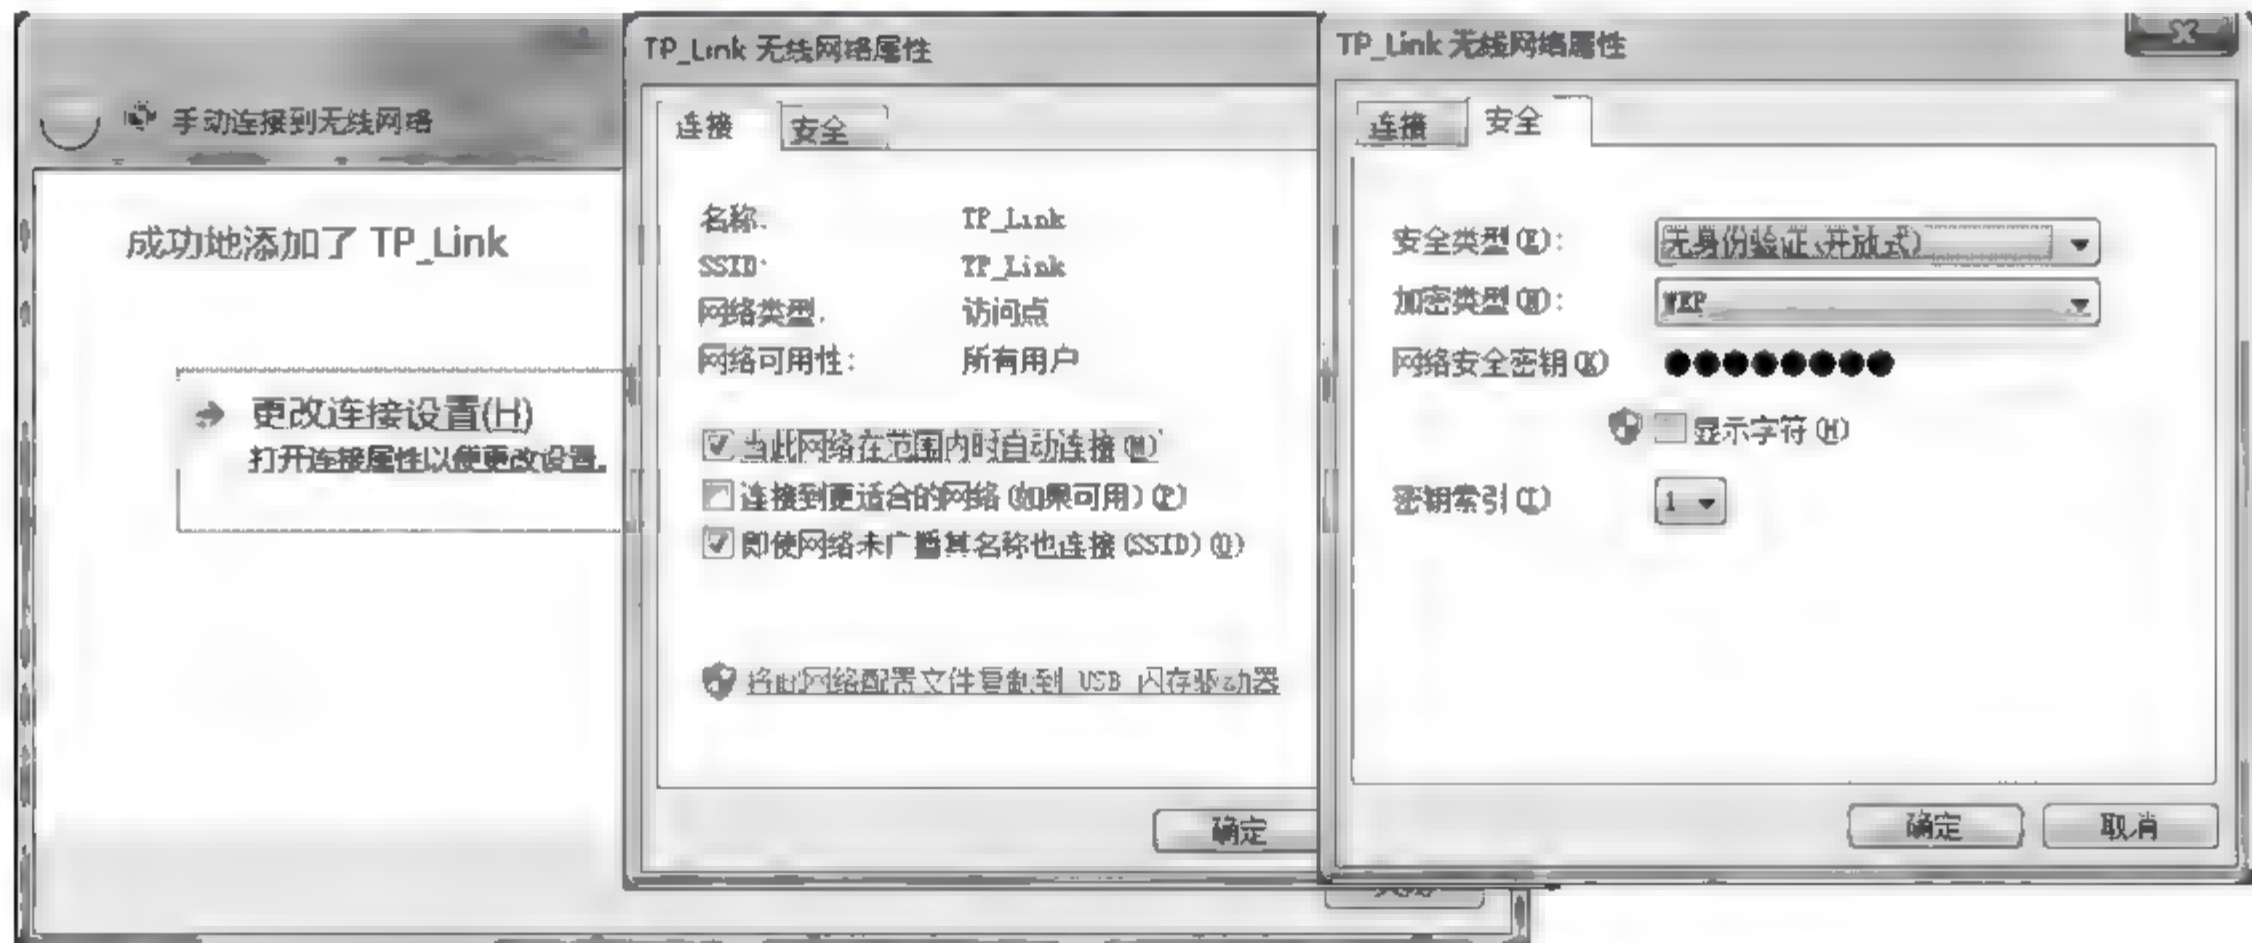 手动连接到无线网络
成功地添加了 TP_Link
更改连接设置(H)
打开连接属性以便更改设置。
TP_Link 无线网络属性
连接
安全
名称: TP_Link
SSID: TP_Link
网络类型: 访问点
网络可用性: 所有用户
当此网络在范围内时自动连接(M)
连接到更适合的网络(如果可用)(P)
即使网络未广播其名称也连接(SSID)(O)
将此网络配置文件复制到 USB 闪存驱动器
确定
TP_Link 无线网络属性
连接
安全
安全类型(E): 无身份验证(开放式)
加密类型(N): WEP
网络安全密钥(K) ●●●●●●●●
显示字符(H)
密钥索引(I) 1
确定
取消